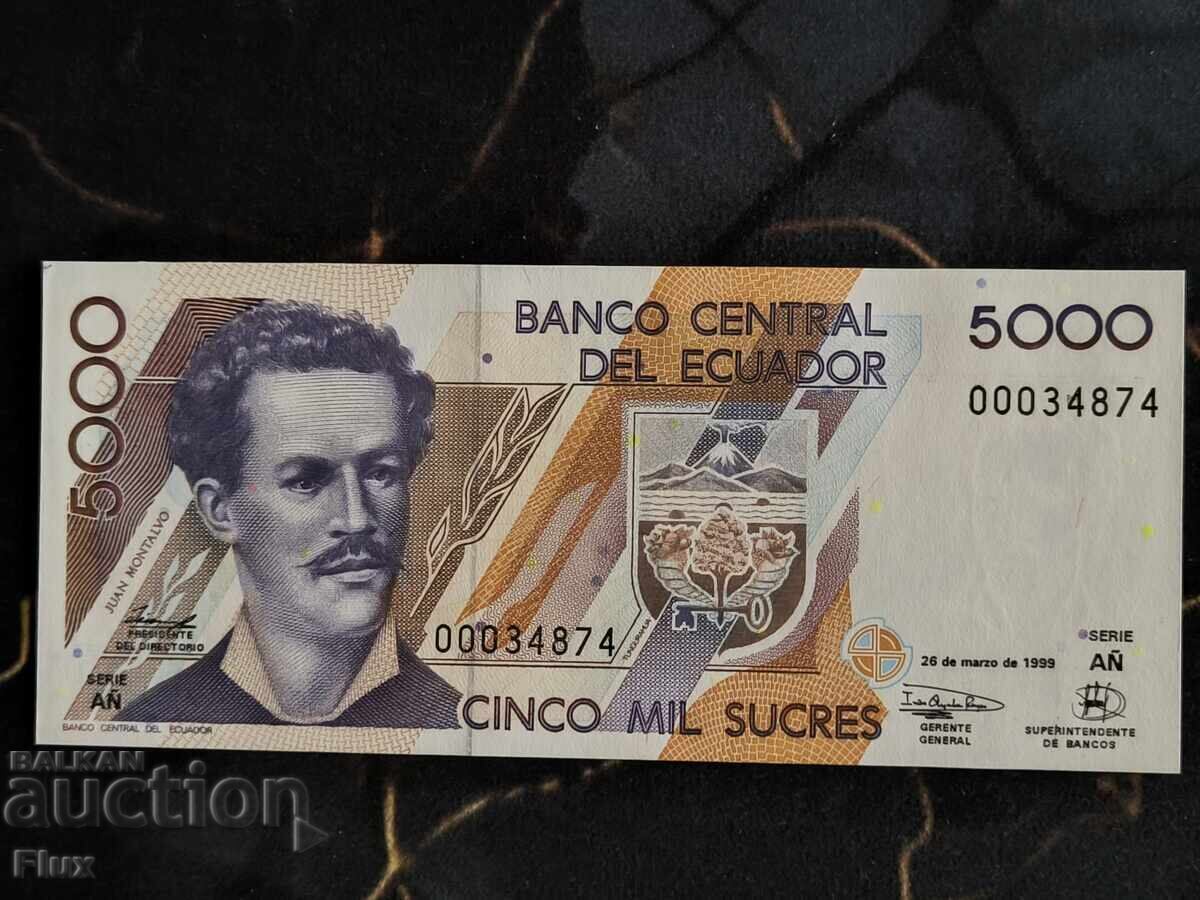 BANCO CENTRAL
DEL ECUADOR
5000
00034874
5000
JUAN MONTALVO
PRESIDENTE
DEL DIRECTORIO
SERIE
AÑ
BANCO CENTRAL DEL ECUADOR
00034874
TUNGURAHUA
CINCO MIL SUCRES
26 de marzo de 1999
SERIE
AÑ
GERENTE
GENERAL
SUPERINTENDENTE
DE BANCOS
BALKAN
auction
Flux